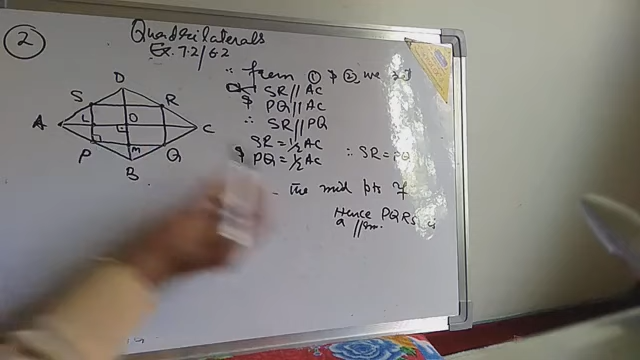 2
Quadrilaterals
Ex. 7.2/6.2
∴ from ① & ②, we
SR // AC
& PQ // AC
∴ SR // PQ
SR = 1/2 AC
& PQ = 1/2 AC ∴ SR = PQ
the mid pts of
Hence PQRS is
a //gm.
D
S R
A L O C
P M Q
B